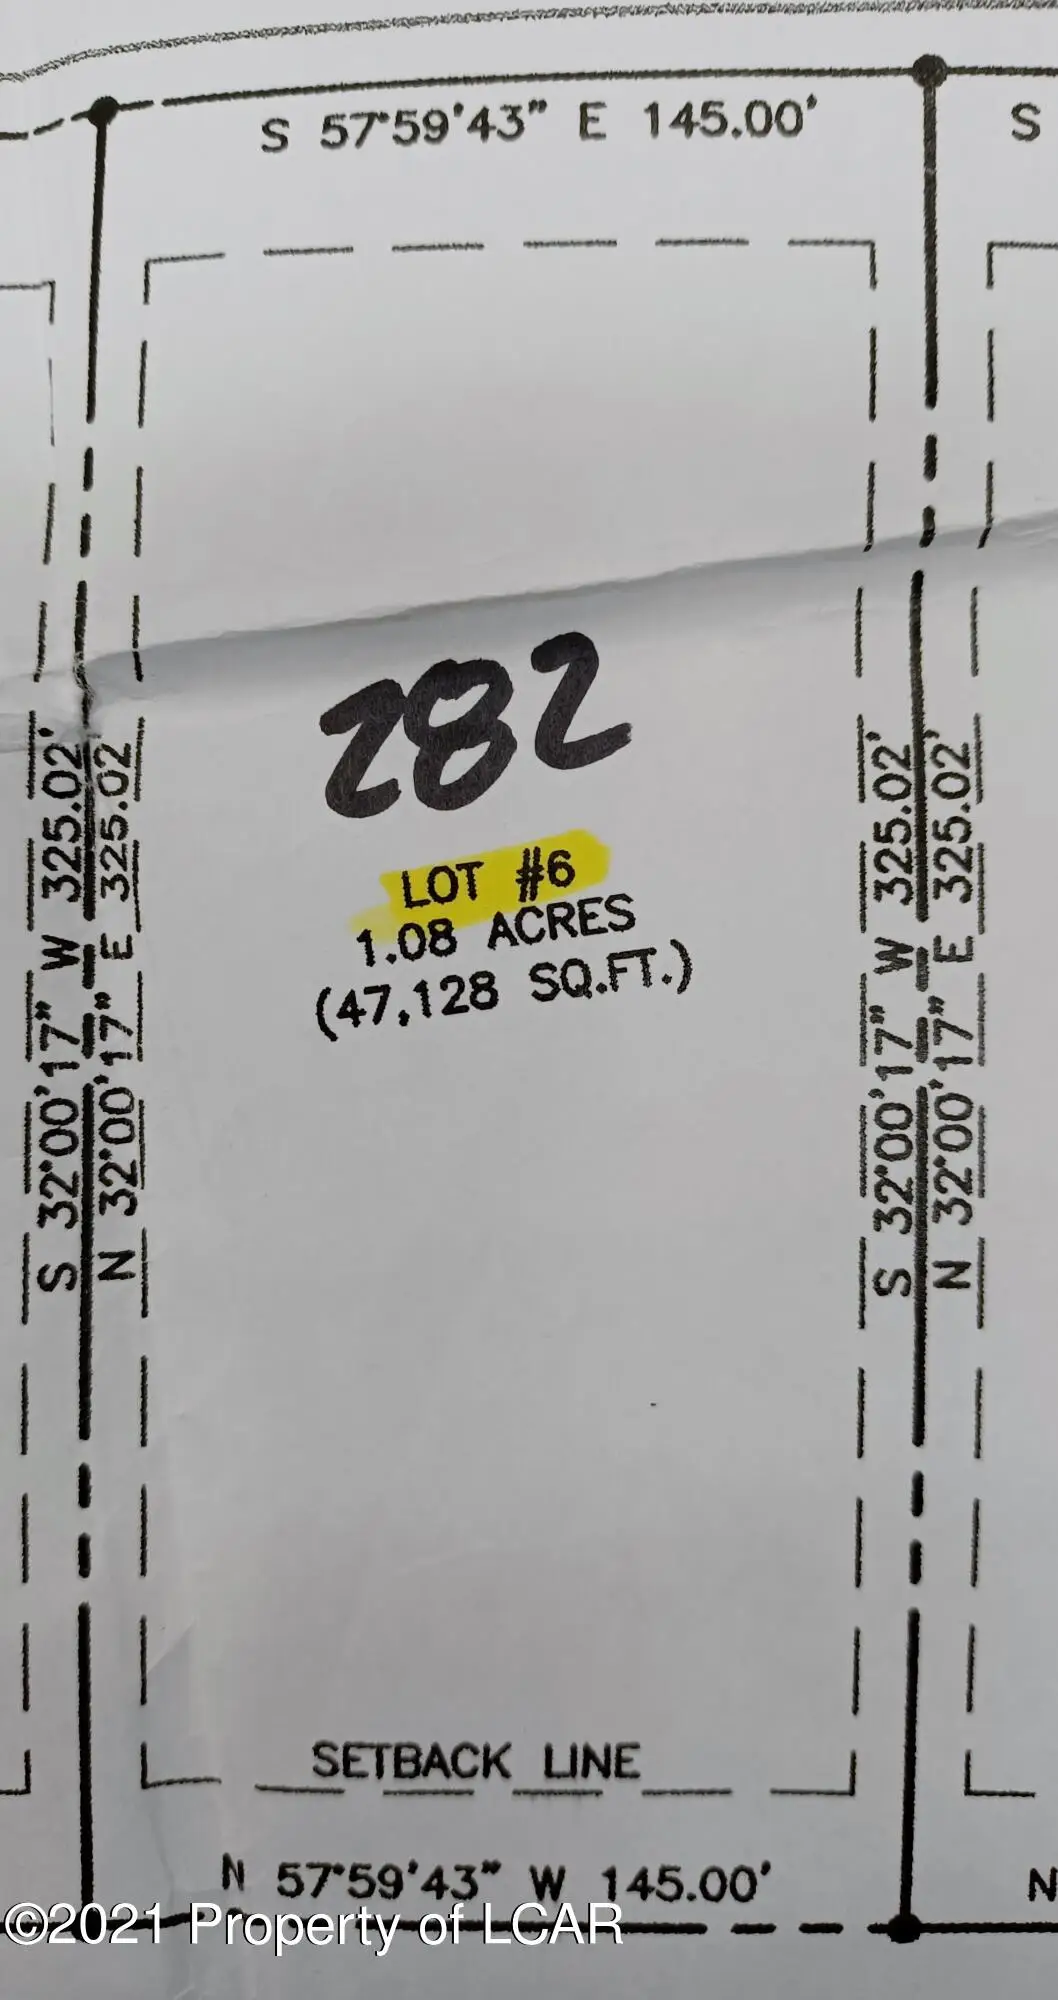 S 57°59'43" E 145.00'
S
S 32°00'17" W 325.02'
N 32°00'17" E 325.02'
282
LOT #6
1.08 ACRES
(47,128 SQ.FT.)
S 32°00'17" W 325.02'
N 32°00'17" E 325.02'
SETBACK LINE
N 57°59'43" W 145.00'
N
©2021 Property of LCAR